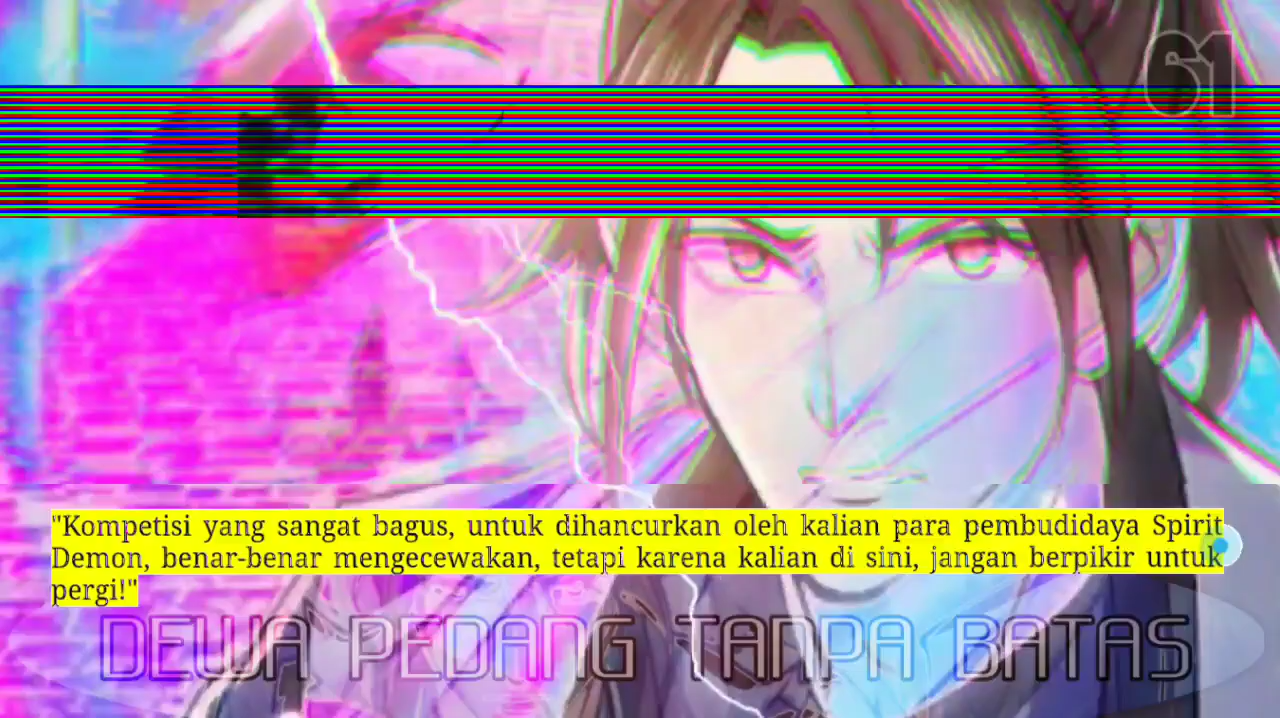 61
"Kompetisi yang sangat bagus, untuk dihancurkan oleh kalian para pembudidaya Spirit
Demon, benar-benar mengecewakan, tetapi karena kalian di sini, jangan berpikir untuk
pergi!"
DEWA PEDANG TANPA BATAS